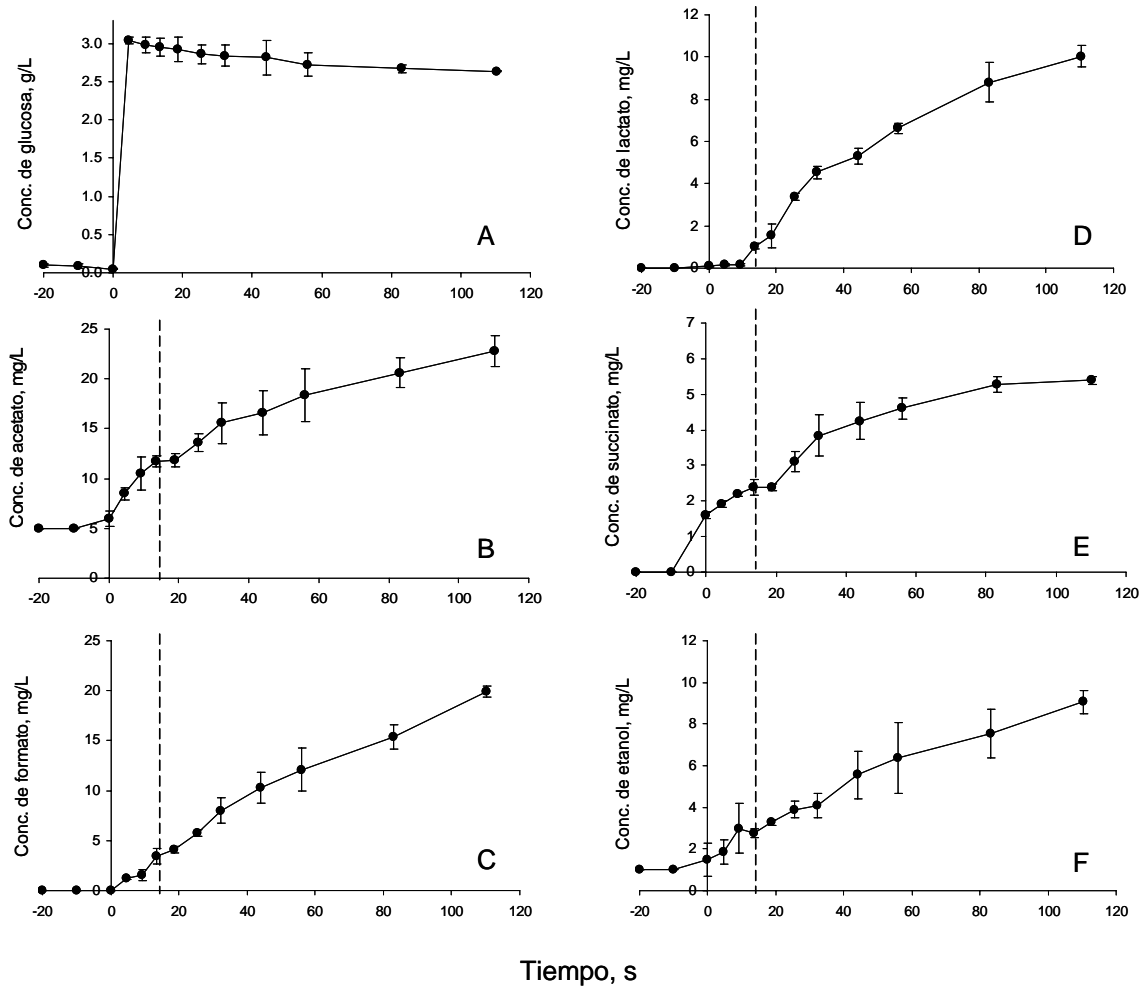 Conc. de glucosa, g/L
3.0
2.5
2.0
1.5
1.0
0.5
0.0
-20 0 20 40 60 80 100 120
A
Conc. de lactato, mg/L
12
10
8
6
4
2
0
-20 0 20 40 60 80 100 120
D
Conc. de acetato, mg/L
25
20
15
10
5
0
-20 0 20 40 60 80 100 120
B
Conc. de succinato, mg/L
7
6
5
4
3
2
1
0
-20 0 20 40 60 80 100 120
E
Conc. de formato, mg/L
25
20
15
10
5
0
-20 0 20 40 60 80 100 120
C
Conc. de etanol, mg/L
12
10
8
6
4
2
0
-20 0 20 40 60 80 100 120
F
Tiempo, s